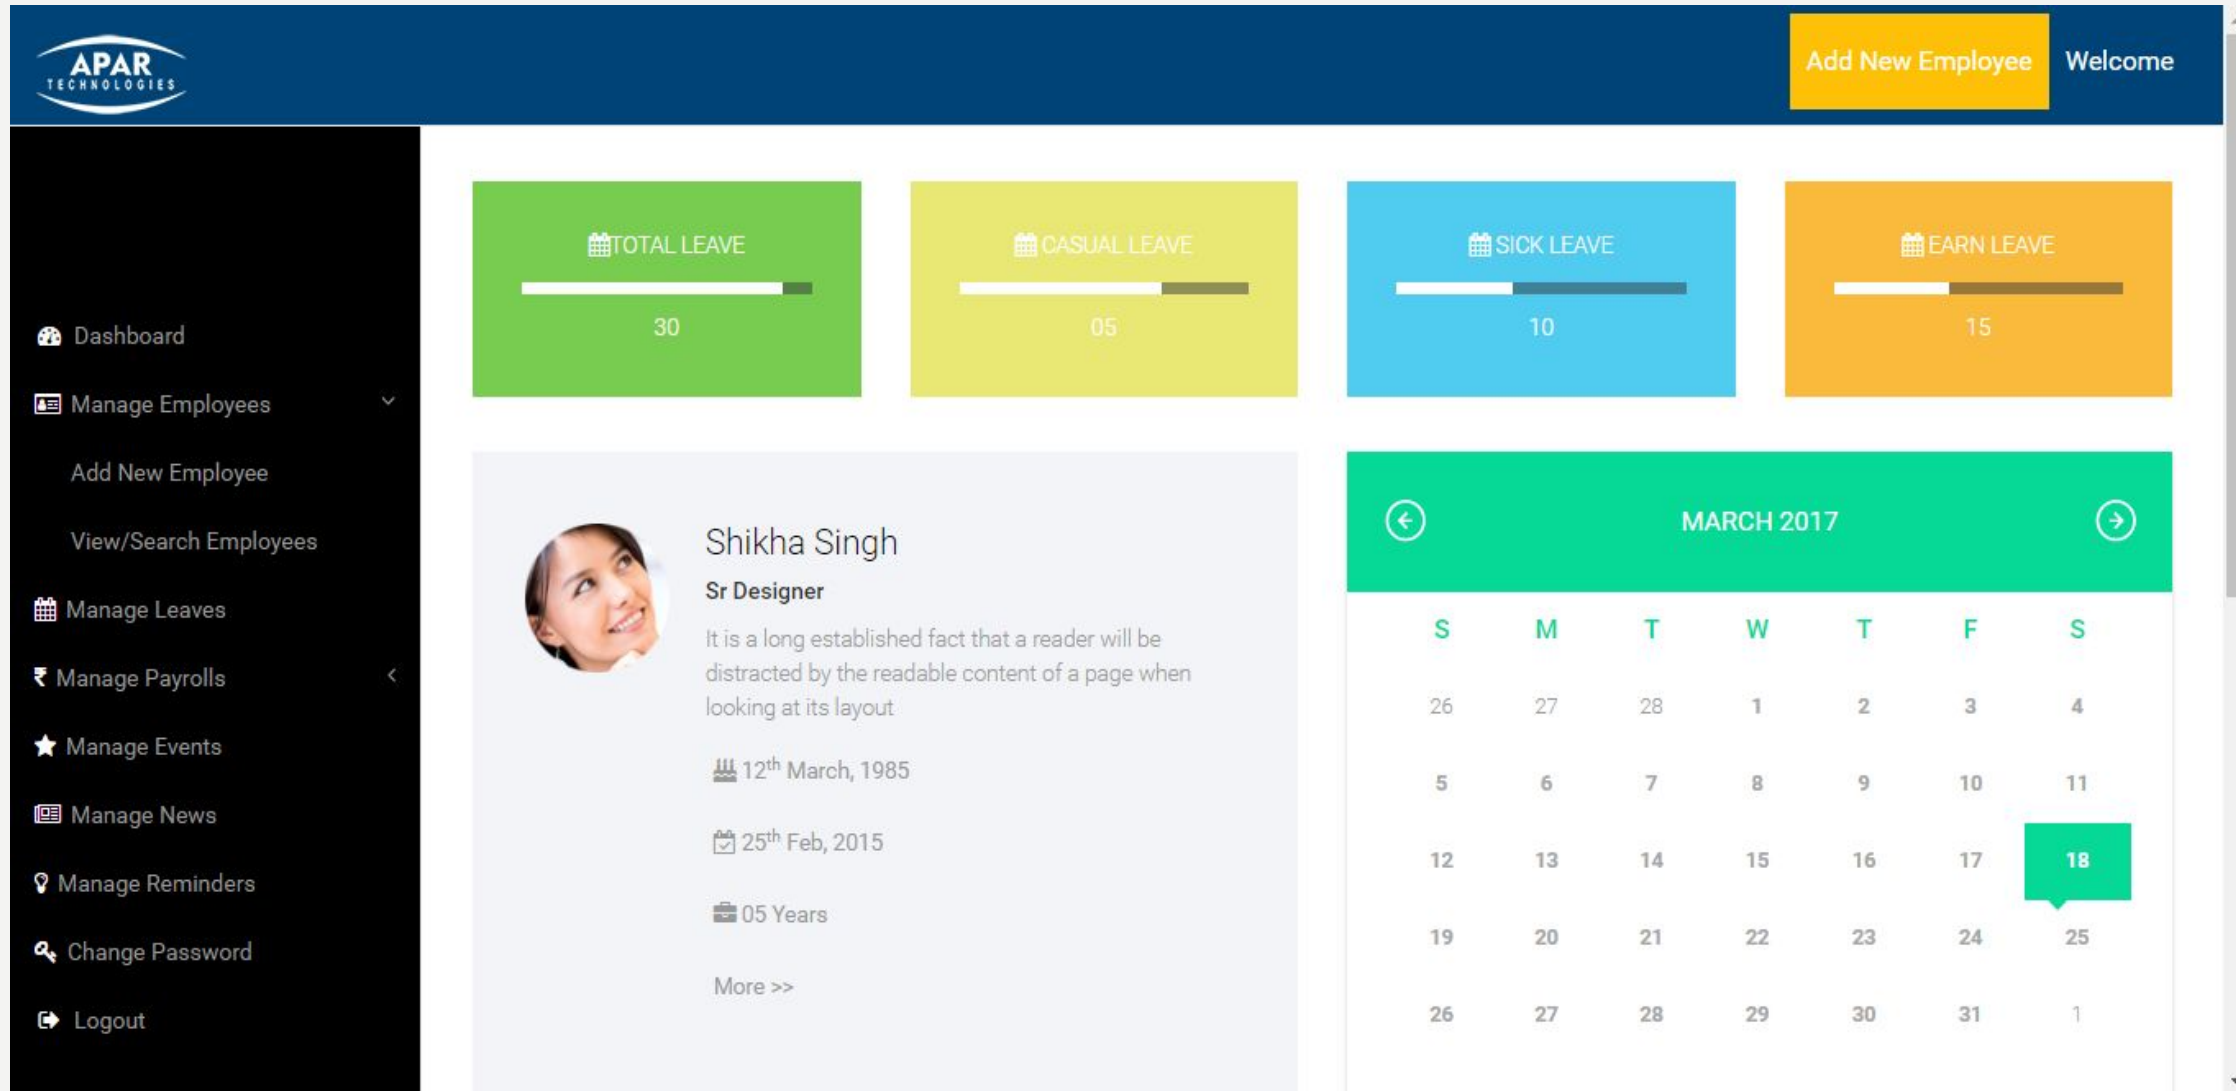 APAR
TECHNOLOGIES
Add New Employee
Welcome
Dashboard
Manage Employees
Add New Employee
View/Search Employees
Manage Leaves
Manage Payrolls
Manage Events
Manage News
Manage Reminders
Change Password
Logout
TOTAL LEAVE
30
CASUAL LEAVE
05
SICK LEAVE
10
EARN LEAVE
15
Shikha Singh
Sr Designer
It is a long established fact that a reader will be
distracted by the readable content of a page when
looking at its layout
12th March, 1985
25th Feb, 2015
05 Years
More >>
MARCH 2017
S M T W T F S
26 27 28 1 2 3 4
5 6 7 8 9 10 11
12 13 14 15 16 17 18
19 20 21 22 23 24 25
26 27 28 29 30 31 1